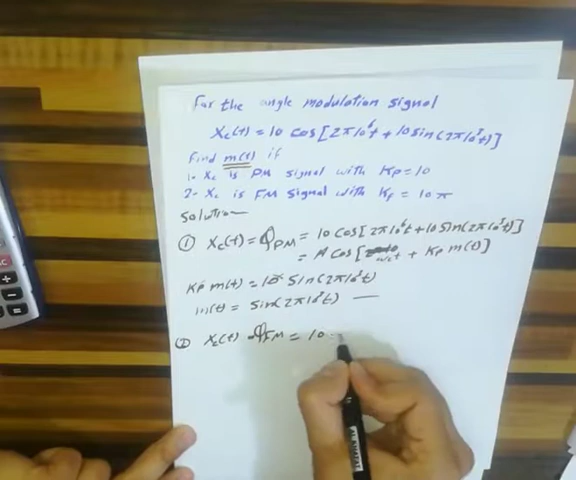 For the angle modulation signal
Xc(t) = 10 cos[2π10⁶t + 10 sin(2π10³t)]
Find m(t) if
1. Xc is PM signal with Kp = 10
2- Xc is FM signal with Kf = 10π
Solution
① Xc(t) = φPM = 10 cos[2π10⁶t + 10 sin(2π10³t)]
= A cos[ωct + Kp m(t)]
Kp m(t) = 10 sin(2π10³t)
m(t) = sin(2π10³t)
② Xc(t) = φFM = 10